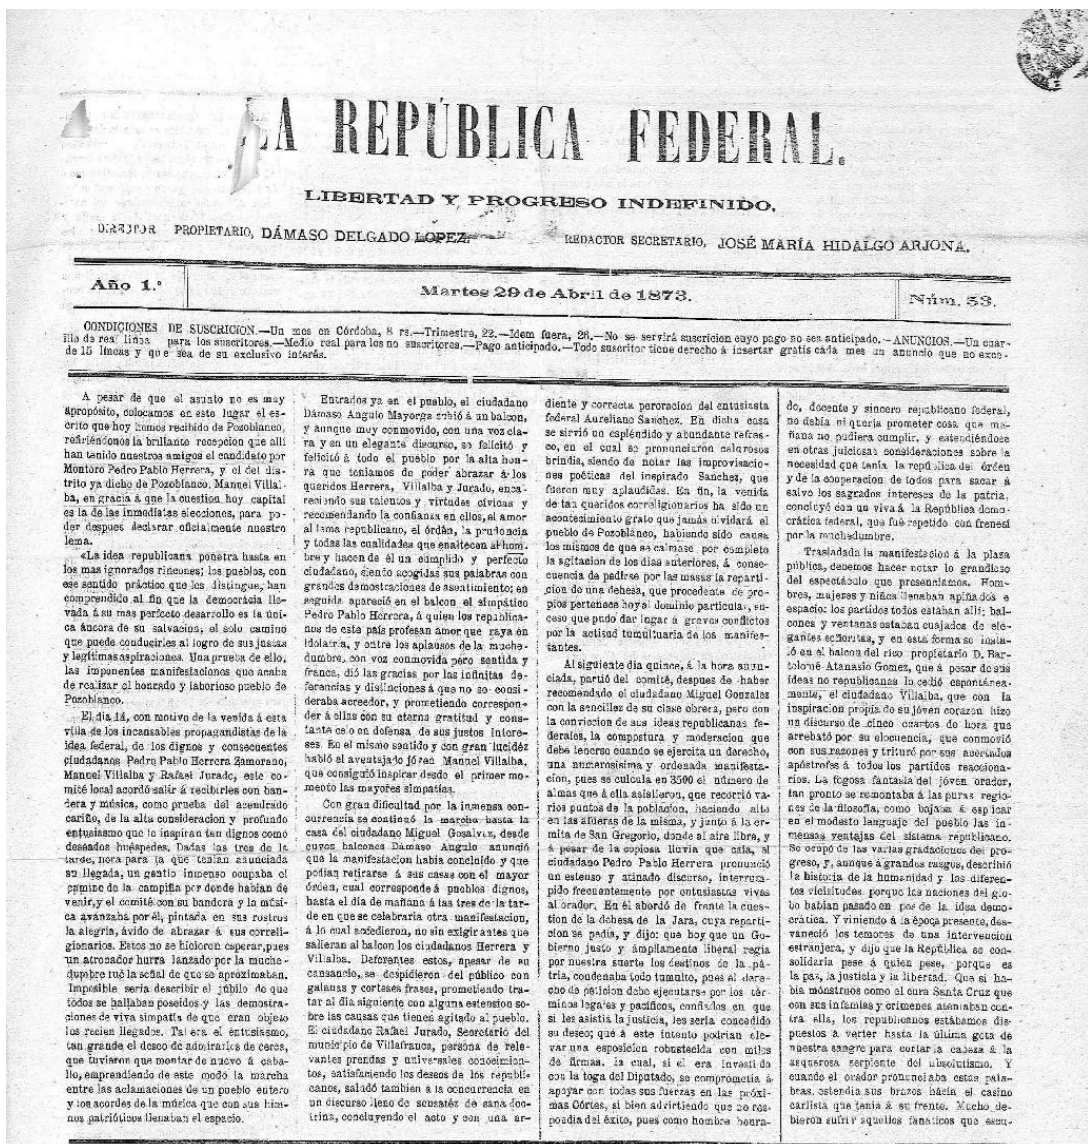 LA REPÚBLICA FEDERAL.
LIBERTAD Y PROGRESO INDEFINIDO.
DIRECTOR PROPIETARIO, DÁMASO DELGADO LOPEZ.
REDACTOR SECRETARIO, JOSÉ MARÍA HIDALGO ARJONA.
Año 1.º
Martes 29 de Abril de 1873.
Núm. 53.
CONDICIONES DE SUSCRICION.—Un mes en Córdoba, 8 rs.—Trimestre, 22.—Idem fuera, 26.—No se servirá suscricion cuyo pago no sea anticipado.—ANUNCIOS.—Un cuar-
illo de real línea para los suscritores.—Medio real para los no suscritores.—Pago anticipado.—Todo suscritor tiene derecho á insertar grátis cada mes un anuncio que no exce-
de 15 líneas y que sea de su exclusivo interés.
A pesar de que el asunto no es muy
apropósito, colocamos en este lugar el es-
crito que hoy hemos recibido de Pozoblanco,
refiriéndonos la brillante recepcion que allí
han tenido nuestros amigos el candidato por
Montoro Pedro Pablo Herrera, y el del dis-
trito ya dicho de Pozoblanco, Manuel Villal-
ba, en gracia á que la cuestion hoy capital
es la de las inmediatas elecciones, para po-
der despues declarar oficialmente nuestro
lema.
«La idea republicana penetra hasta en
los mas ignorados rincones; los pueblos, con
ese sentido práctico que les distingue, han
comprendido al fin que la democracia lle-
vada á su mas perfecto desarrollo es la úni-
ca áncora de su salvacion, el solo camino
que puede conducirles al logro de sus justas
y legítimas aspiraciones. Una prueba de ello,
las imponentes manifestaciones que acaba
de realizar el honrado y laborioso pueblo de
Pozoblanco.
El dia 14, con motivo de la venida á esta
villa de los incansables propagandistas de la
idea federal, de los dignos y consecuentes
ciudadanos Pedro Pablo Herrera Zamorano,
Manuel Villalba y Rafael Jurado, este co-
mité local acordó salir á recibirles con ban-
dera y música, como prueba del acendrado
cariño, de la alta consideracion y profundo
entusiasmo que le inspiran tan dignos como
deseados huéspedes. Dadas las tres de la
tarde, hora para la que tenian anunciada
su llegada, un gentio inmenso ocupaba el
camino de la campiña por donde habian de
venir, y el comité con su bandera y la músi-
ca avanzaba por él, pintada en sus rostros
la alegria, ávido de abrazar á sus correli-
gionarios. Estos no se hicieron esperar, pues
un atronador hurra lanzado por la muche-
dumbre fué la señal de que se aproximaban.
Imposible seria describir el júbilo de que
todos se hallaban poseidos y las demostra-
ciones de viva simpatía de que eran objeto
los recien llegados. Tal era el entusiasmo,
tan grande el deseo de admirarles de cerca,
que tuvieron que montar de nuevo á caba-
llo, emprendiendo de este modo la marcha
entre las aclamaciones de un pueblo entero
y los acordes de la música que con sus him-
nos patrióticos llenaban el espacio.
Entrados ya en el pueblo, el ciudadano
Dámaso Angulo Mayorga subió á un balcon,
y aunque muy conmovido, con una voz cla-
ra y en un elegante discurso, se felicitó y
felicitó á todo el pueblo por la alta hon-
ra que teniamos de poder abrazar á los
queridos Herrera, Villalba y Jurado, enca-
reciendo sus talentos y virtudes cívicas y
recomendando la confianza en ellos, el amor
al lema republicano, el órden, la prudencia
y todas las cualidades que enaltecen al hom-
bre y hacen de él un cumplido y perfecto
ciudadano, siendo acogidas sus palabras con
grandes demostraciones de asentimiento; en
seguida apareció en el balcon el simpático
Pedro Pablo Herrera, á quien los republica-
nos de este país profesan amor que raya en
idolatría, y entre los aplausos de la muche-
dumbre, con voz conmovida pero sentida y
franca, dió las gracias por las infinitas de-
ferencias y distinciones á que no se consi-
deraba acreedor, y prometiendo correspon-
der á ellas con su eterna gratitud y cons-
tante celo en defensa de sus justos intere-
ses. En el mismo sentido y con gran lucidéz
habló el aventajado jóven Manuel Villalba,
que consiguió inspirar desde el primer mo-
mento las mayores simpatías.
Con gran dificultad por la inmensa con-
currencia se continuó la marcha hasta la
casa del ciudadano Miguel Gosalvez, desde
cuyos balcones Dámaso Angulo anunció
que la manifestacion habia concluido y que
podian retirarse á sus casas con el mayor
órden, cual corresponde á pueblos dignos,
hasta el dia de mañana á las tres de la tar-
de en que se celebraria otra manifestacion,
á lo cual accedieron, no sin exigir antes que
salieran al balcon los ciudadanos Herrera y
Villalba. Deferentes estos, apesar de su
cansancio, se despidieron del público con
galanas y corteses frases, prometiendo tra-
tar al dia siguiente con alguna estension so-
bre las causas que tienen agitado al pueblo.
El ciudadano Rafael Jurado, Secretario del
municipio de Villafranca, persona de rele-
vantes prendas y universales conocimien-
tos, satisfaciendo los deseos de los republi-
canos, saludó tambien á la concurrencia en
un discurso lleno de sensatéz de sana doc-
trina, concluyendo el acto y con una ar-
diente y correcta peroracion del entusiasta
federal Aureliano Sanchez. En dicha casa
se sirvió un espléndido y abundante refres-
co, en el cual se pronunciaron calurosos
brindis, siendo de notar las improvisacio-
nes poéticas del inspirado Sanchez, que
fueron muy aplaudidas. En fin, la venida
de tan queridos correligionarios ha sido un
acontecimiento grato que jamás olvidará el
pueblo de Pozoblanco, habiendo sido causa
los mismos de que se calmase por completo
la agitacion de los dias anteriores, á conse-
cuencia de pedirse por las masas la reparti-
cion de una dehesa, que procedente de pro-
pios pertenece hoy al dominio particular, su-
ceso que pudo dar lugar á graves conflictos
por la actitud tumultuaria de los manifes-
tantes.
Al siguiente dia quince, á la hora anun-
ciada, partió del comité, despues de haber
recomendado el ciudadano Miguel Gonzalez
con la sencillez de su clase obrera, pero con
la conviccion de sus ideas republicanas fe-
derales, la compostura y moderacion que
debe tenerse cuando se ejercita un derecho,
una numerosísima y ordenada manifesta-
cion, pues se calcula en 3500 el número de
almas que á ella asistieron, que recorrió va-
rios puntos de la poblacion, haciendo alto
en las afueras de la misma, y junto á la er-
mita de San Gregorio, donde al aire libre, y
á pesar de la copiosa lluvia que caia, el
ciudadano Pedro Pablo Herrera pronunció
un estenso y atinado discurso, interrum-
pido frecuentemente por entusiastas vivas
al orador. En él abordó de frente la cues-
tion de la dehesa de la Jara, cuya reparti-
cion se pedia, y dijo: que hoy que un Go-
bierno justo y ámpliamente liberal regia
por nuestra suerte los destinos de la pá-
tria, condenaba todo tumulto, pues el dere-
cho de peticion debe ejecutarse por los tér-
minos legales y pacíficos, confiados en que
si les asistia la justicia, les seria concedido
su deseo; que á este intento podrian ele-
var una esposicion robustecida con miles
de firmas, la cual, si él era investido
con la toga del Diputado, se comprometia á
apoyar con todas sus fuerzas en las próxi-
mas Córtes, si bien advirtiendo que no res-
pondia del éxito, pues como hombre honra-
do, docente y sincero republicano federal,
no debia ni queria prometer cosa que ma-
ñana no pudiera cumplir, y estendiéndose
en otras juiciosas consideraciones sobre la
necesidad que tenia la república del órden
y de la cooperacion de todos para sacar á
salvo los sagrados intereses de la patria,
concluyó con un viva á la República demo-
crática federal, que fué repetido con frenesí
por la muchedumbre.
Trasladada la manifestacion á la plaza
pública, debemos hacer notar lo grandioso
del espectáculo que presenciamos. Hom-
bres, mujeres y niños llenaban apiñados el
espacio: los partidos todos estaban allí; bal-
cones y ventanas estaban cuajados de ele-
gantes señoritas, y en esta forma se insta-
ló en el balcon del rico propietario D. Bar-
tolomé Atanasio Gomez, que á pesar de sus
ideas no republicanas lo cedió espontánea-
mente, el ciudadano Villalba, que con la
inspiracion propia de su jóven corazon hizo
un discurso de cinco cuartos de hora que
arrebató por su elocuencia, que conmovió
con sus razones y trituró por sus acertados
apóstrofes á todos los partidos reacciona-
rios. La fogosa fantasia del jóven orador,
tan pronto se remontaba á las puras regio-
nes de la filosofia, como bajaba á esplicar
en el modesto lenguaje del pueblo las in-
mensas ventajas del sistema republicano.
Se ocupó de las varias gradaciones del pro-
greso, y, aunque á grandes rasgos, describió
la historia de la humanidad y los diferen-
tes vicisitudes porque las naciones del glo-
bo habian pasado en pos de la idea demo-
crática. Y viniendo á la época presente, des-
vaneció los temores de una intervencion
estranjera, y dijo que la República se con-
solidaria pese á quien pese, porque es
la paz, la justicia y la libertad. Que si ha-
bia mónstruos como el cura Santa Cruz que
con sus infamias y crímenes atentaban con-
tra ella, los republicanos estábamos dis-
puestos á verter hasta la última gota de
nuestra sangre para cortar la cabeza á la
asquerosa serpiente del absolutismo. Y
cuando el orador pronunciaba estas pala-
bras, estendia sus brazos hácia el casino
carlista que tenia á su frente. Mucho de-
bieron sufrir aquellos fanáticos que escu-